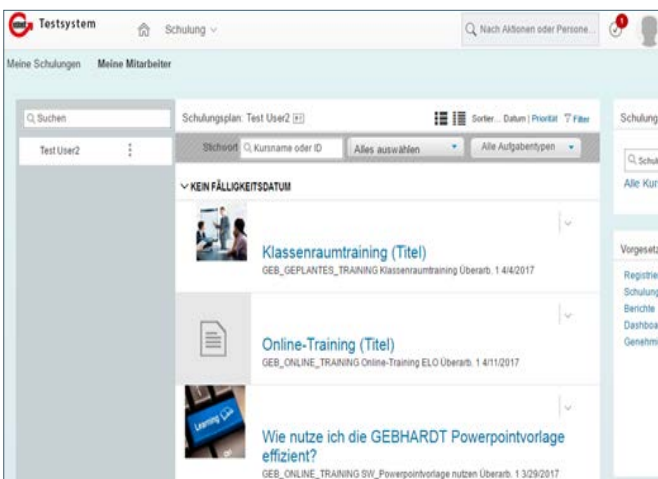 Testsystem
Schulung
Nach Aktionen oder Persone...
1
Meine Schulungen Meine Mitarbeiter
Suchen
Test User2
Schulungsplan: Test User2
Sortier... Datum | Priorität Filter
Stichwort Kursname oder ID Alles auswählen Alle Aufgabentypen
KEIN FÄLLIGKEITSDATUM
Klassenraumtraining (Titel)
GEB_GEPLANTES_TRAINING Klassenraumtraining Überarb. 1 4/4/2017
Online-Training (Titel)
GEB_ONLINE_TRAINING Online-Training ELO Überarb. 1 4/11/2017
Learning
Wie nutze ich die GEBHARDT Powerpointvorlage
effizient?
GEB_ONLINE_TRAINING SW_Powerpointvorlage nutzen Überarb. 1 3/29/2017
Schulung
Schul
Alle Kur
Vorgesetz
Registrie
Schulung
Berichte
Dashboa
Genehmi